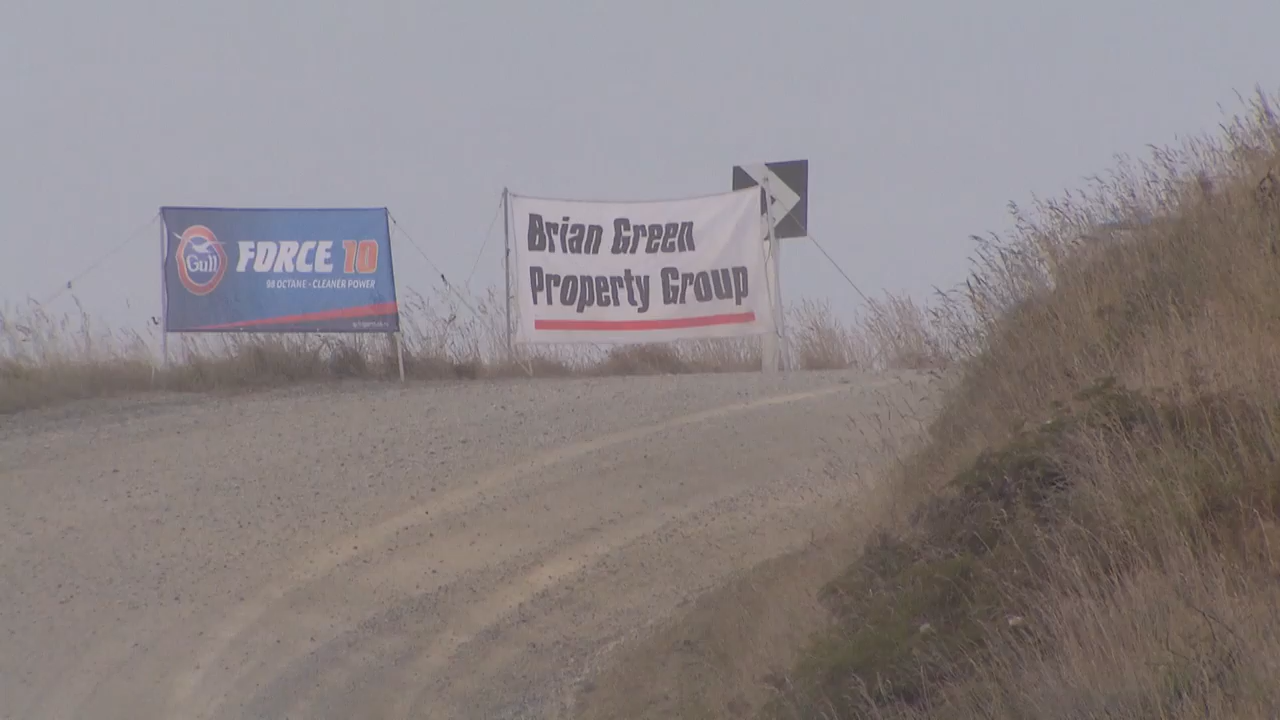 Gull
FORCE 10
98 OCTANE - CLEANER POWER
Brian Green
Property Group